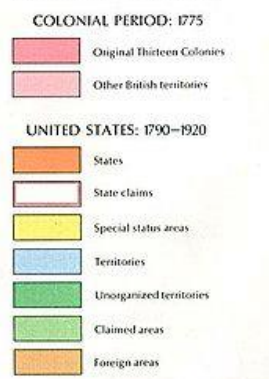 COLONIAL PERIOD: 1775
Original Thirteen Colonies
Other British territories
UNITED STATES: 1790–1920
States
State claims
Special status areas
Territories
Unorganized territories
Claimed areas
Foreign areas